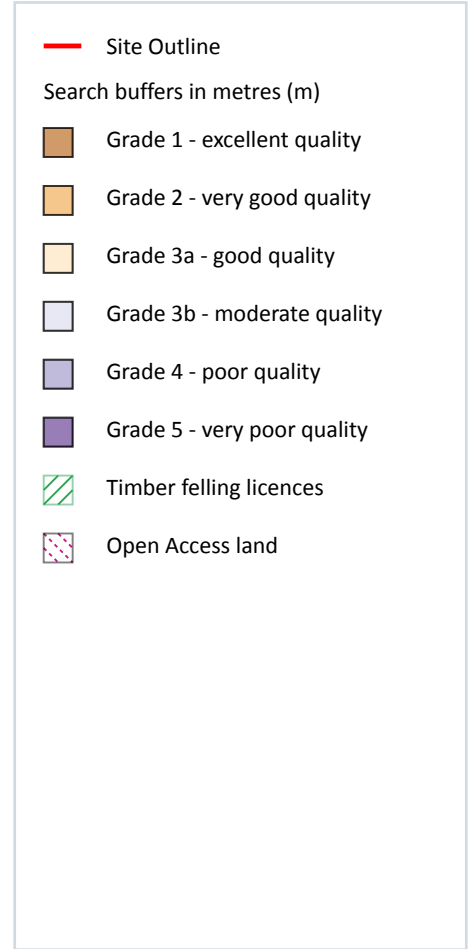 Site Outline
Search buffers in metres (m)
Grade 1 - excellent quality
Grade 2 - very good quality
Grade 3a - good quality
Grade 3b - moderate quality
Grade 4 - poor quality
Grade 5 - very poor quality
Timber felling licences
Open Access land